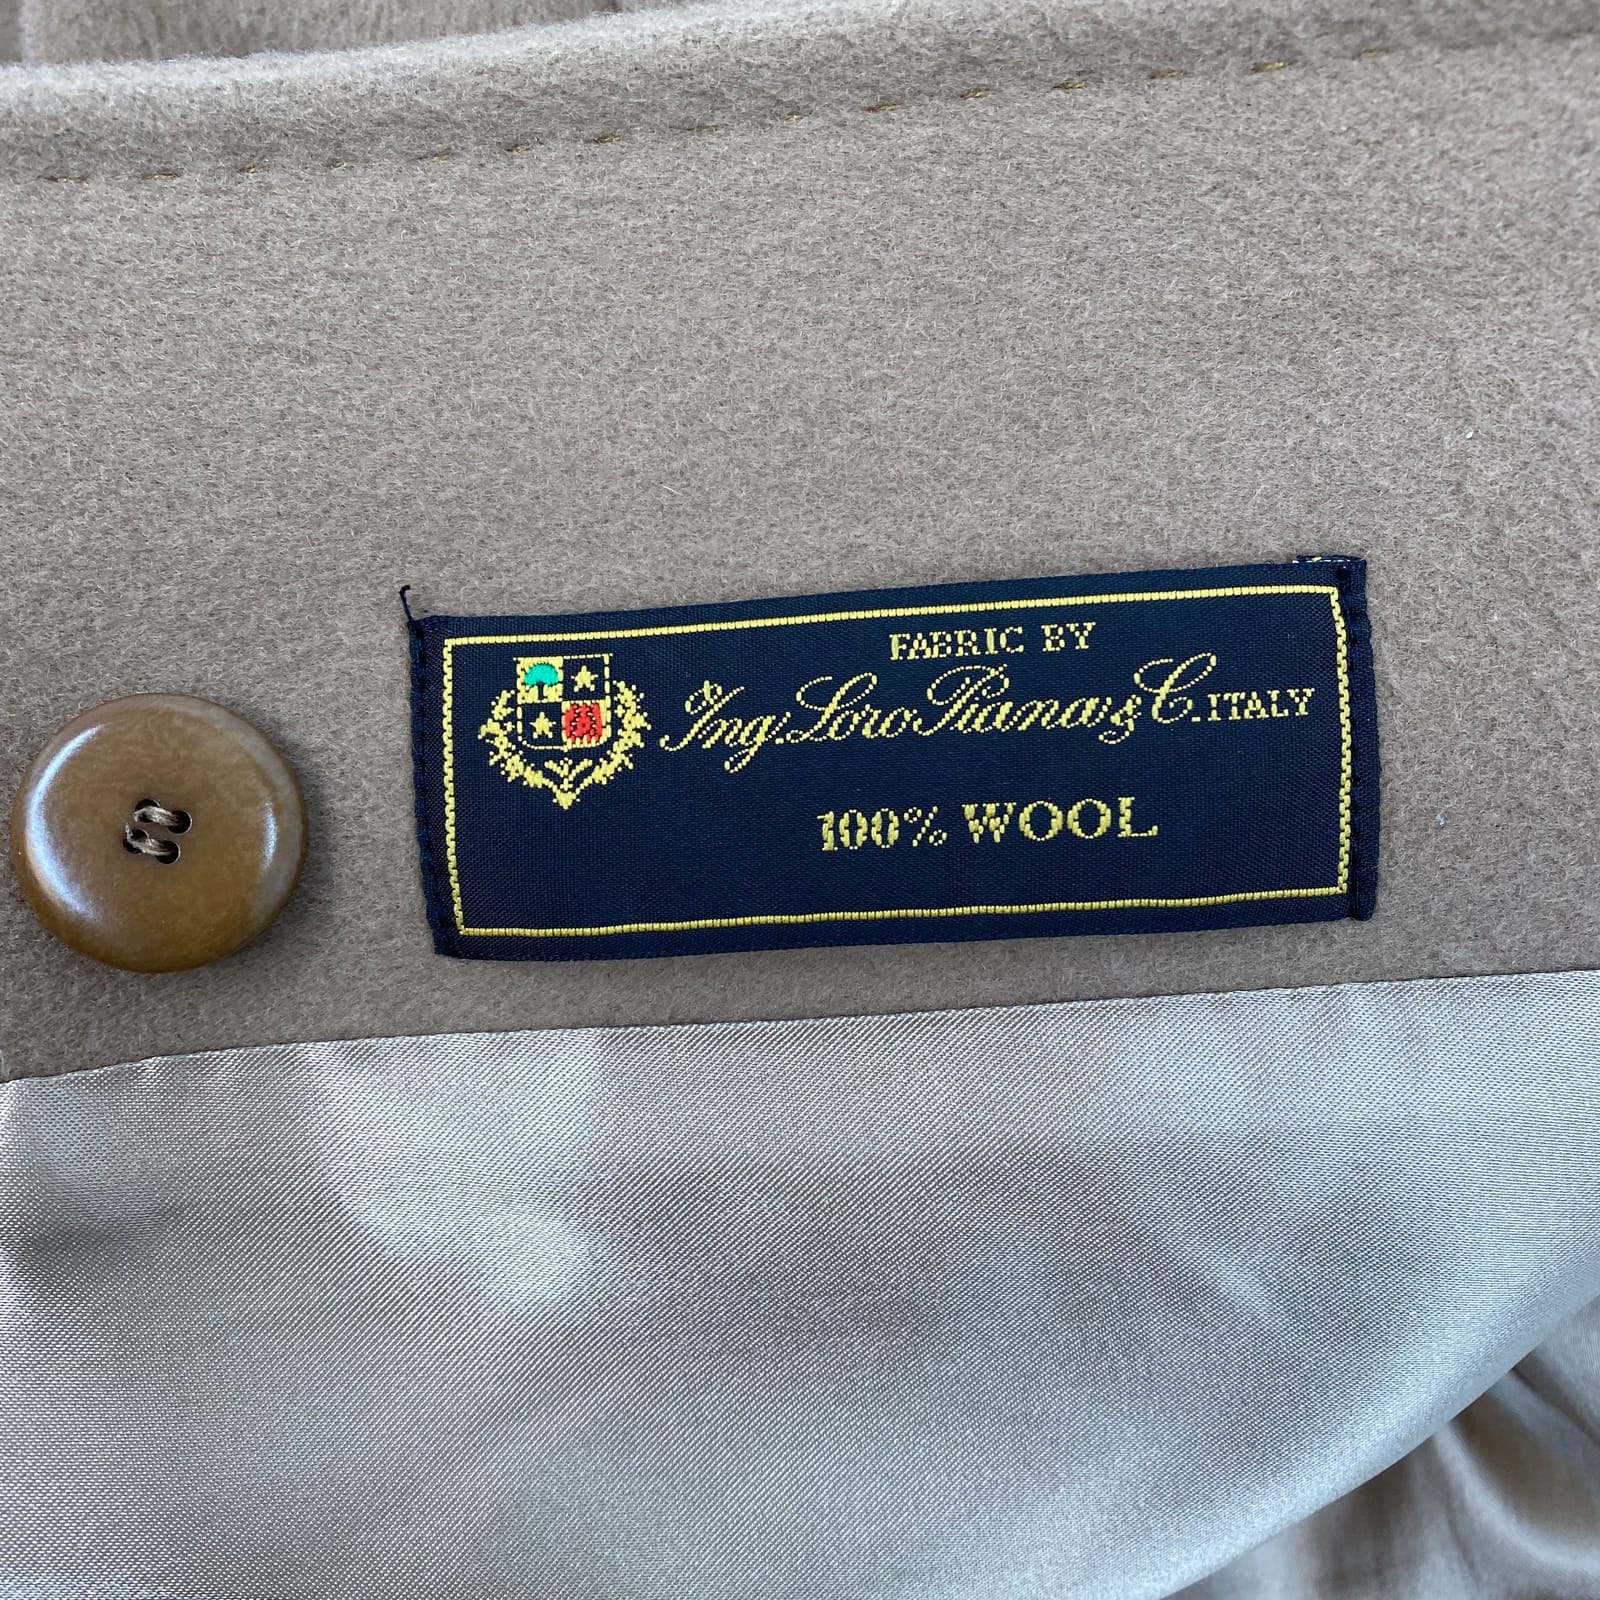 FABRIC BY
Ing. Loro Piana & C. ITALY
100% WOOL